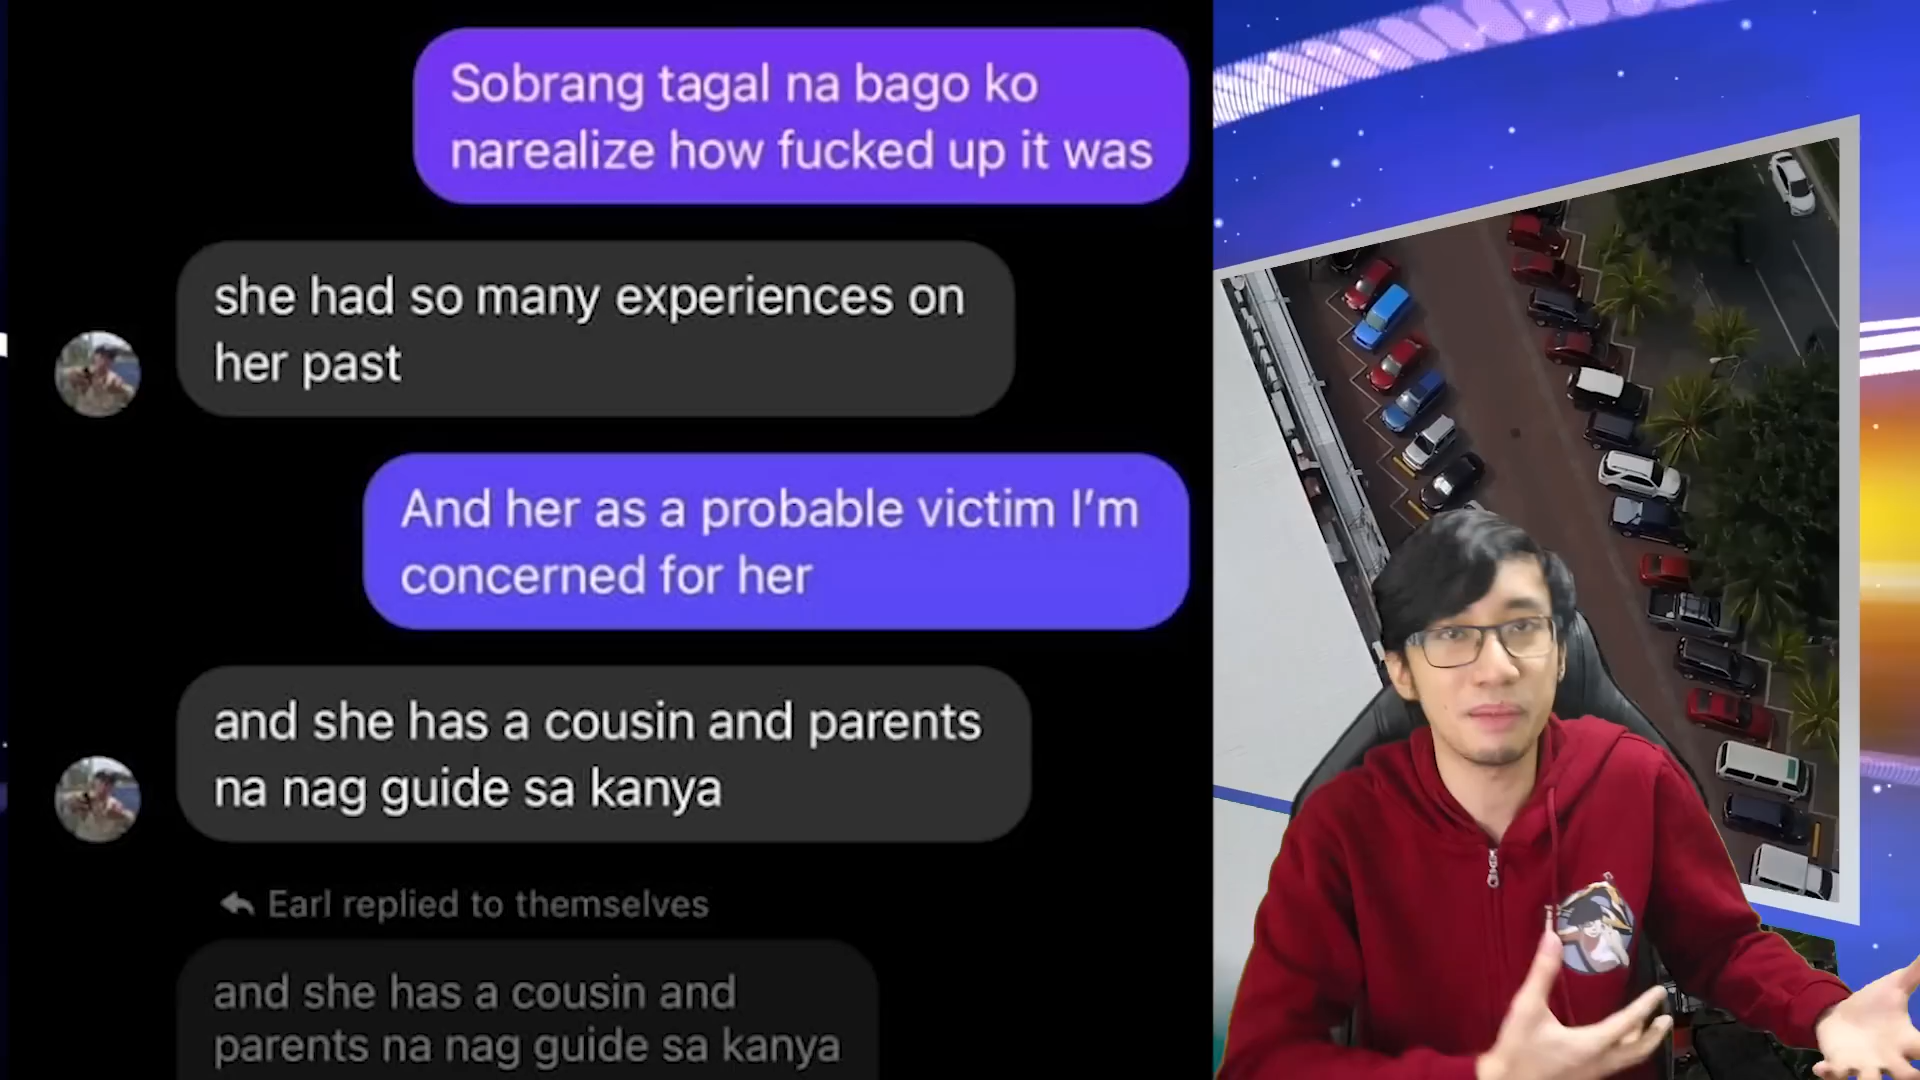 Sobrang tagal na bago ko
narealize how fucked up it was
she had so many experiences on
her past
And her as a probable victim I’m
concerned for her
and she has a cousin and parents
na nag guide sa kanya
Earl replied to themselves
and she has a cousin and
parents na nag guide sa kanya